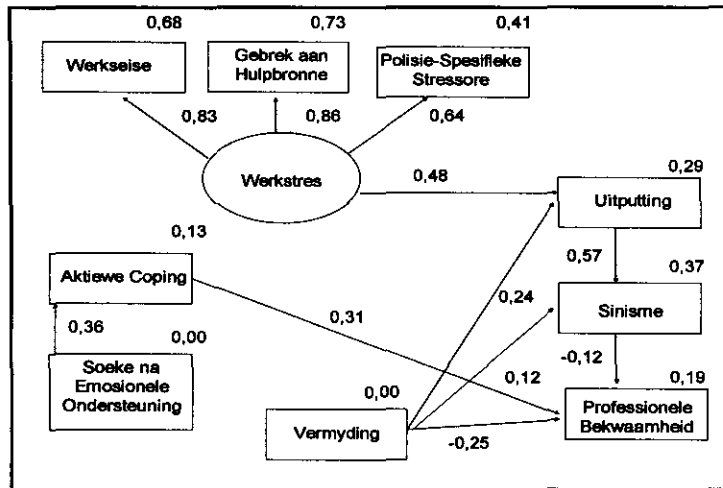 0,68
0,73
0,41
Werkseise
Gebrek aan
Hulpbronne
Polisie-Spesifieke
Stressore
0,83
0,86
0,64
Werkstres
0,48
0,29
Uitputting
0,13
Aktiewe Coping
0,57
0,37
0,24
Sinisme
0,36
0,00
0,31
-0,12
Soeke na
Emosionele
Ondersteuning
0,00
0,12
0,19
Vermyding
-0,25
Professionele
Bekwaamheid